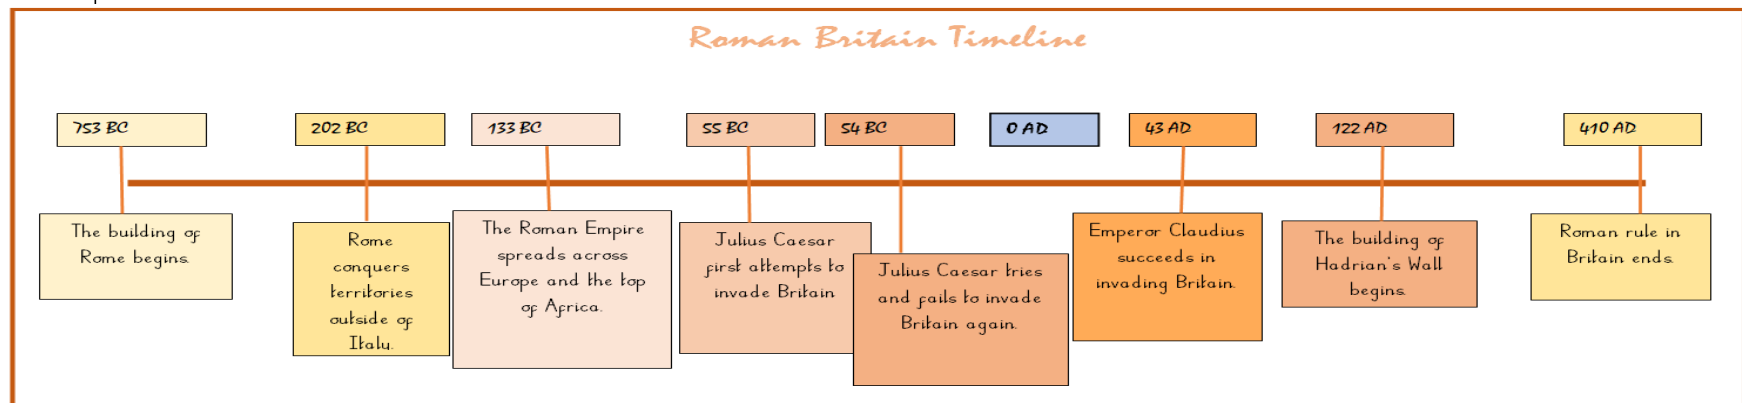 Roman Britain Timeline
753 BC
202 BC
133 BC
55 BC
54 BC
0 AD
43 AD
122 AD
410 AD
The building of
Rome begins.
Rome
conquers
territories
outside of
Italy.
The Roman Empire
spreads across
Europe and the top
of Africa.
Julius Caesar
first attempts to
invade Britain
Julius Caesar tries
and fails to invade
Britain again.
Emperor Claudius
succeeds in
invading Britain.
The building of
Hadrian's Wall
begins.
Roman rule in
Britain ends.